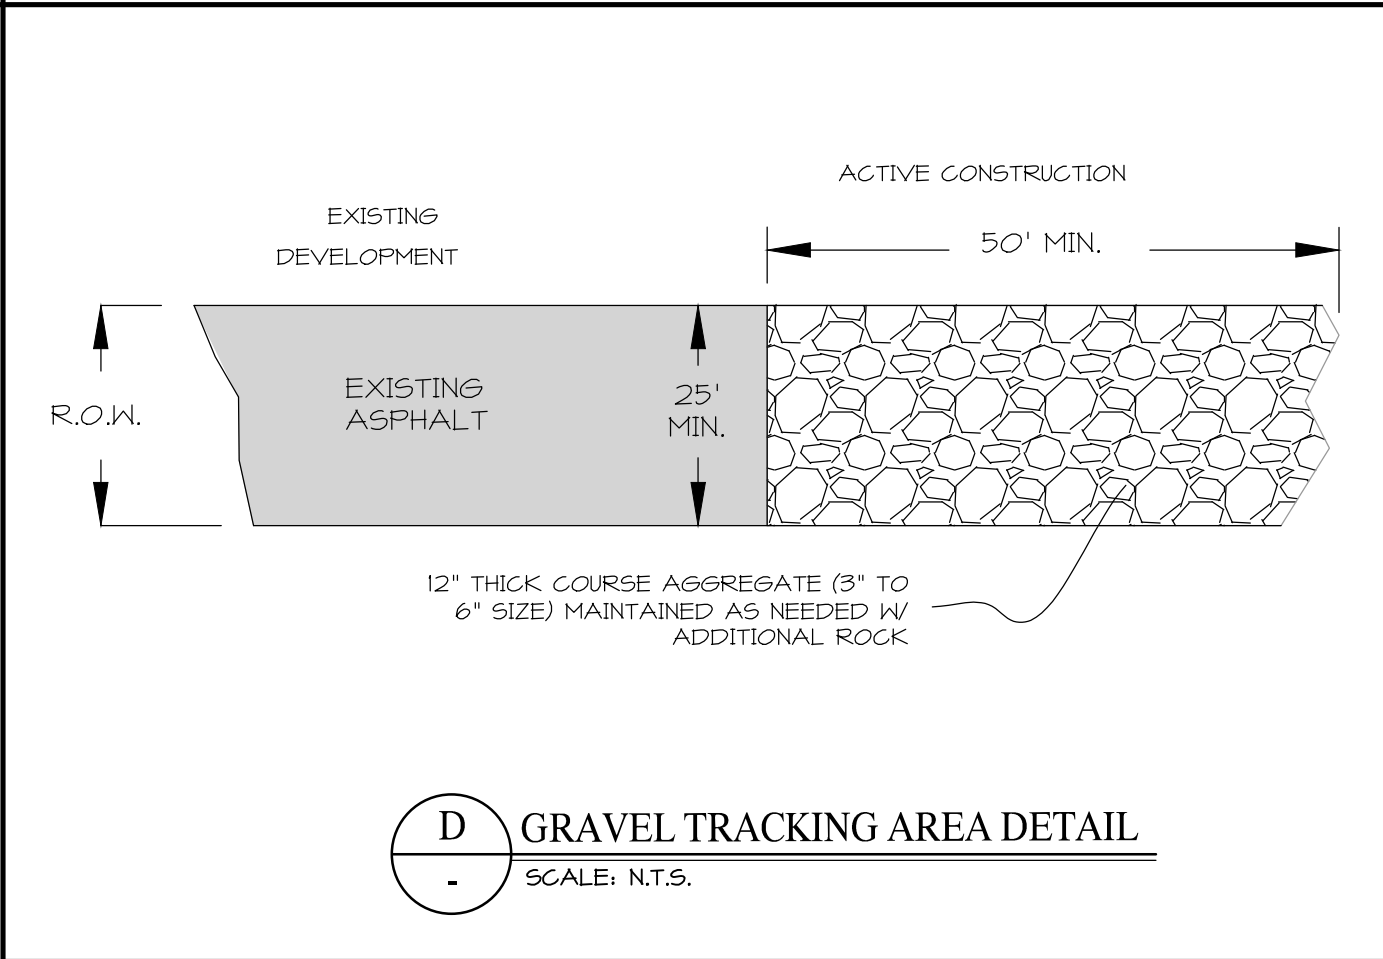 ACTIVE CONSTRUCTION
EXISTING
DEVELOPMENT
50' MIN.
R.O.W.
EXISTING
ASPHALT
25'
MIN.
12" THICK COURSE AGGREGATE (3" TO
6" SIZE) MAINTAINED AS NEEDED W/
ADDITIONAL ROCK
D
-
GRAVEL TRACKING AREA DETAIL
SCALE: N.T.S.